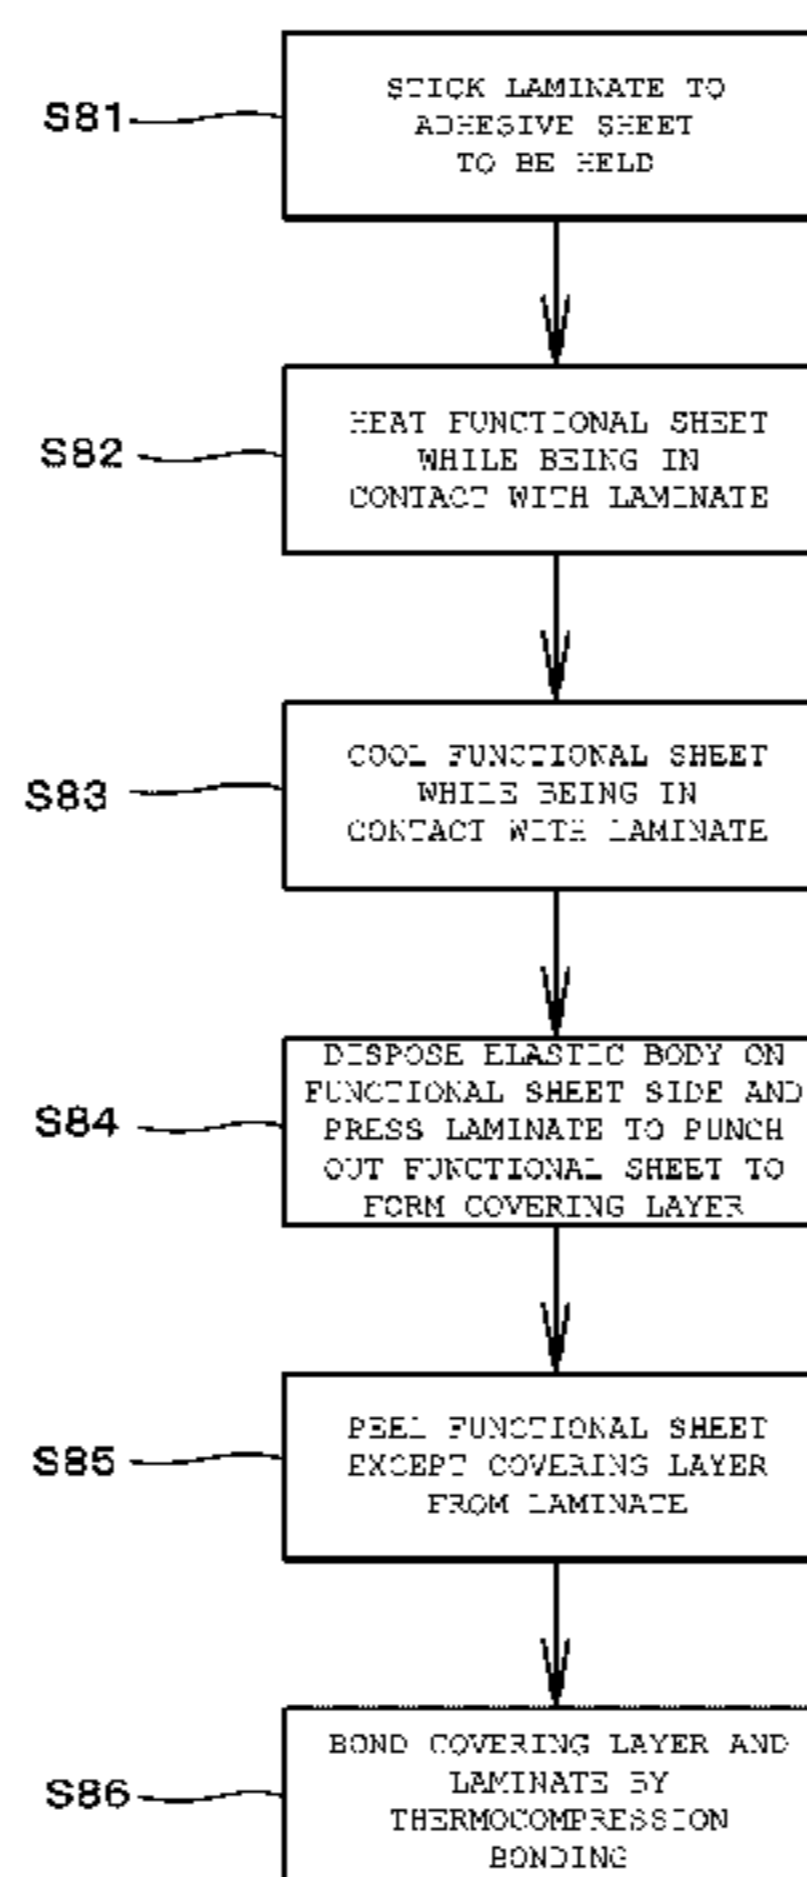 S81
STICK LAMINATE TO
ADHESIVE SHEET
TO BE HELD
S82
HEAT FUNCTIONAL SHEET
WHILE BEING IN
CONTACT WITH LAMINATE
S83
COOL FUNCTIONAL SHEET
WHILE BEING IN
CONTACT WITH LAMINATE
S84
DISPOSE ELASTIC BODY ON
FUNCTIONAL SHEET SIDE AND
PRESS LAMINATE TO PUNCH
OUT FUNCTIONAL SHEET TO
FORM COVERING LAYER
S85
PEEL FUNCTIONAL SHEET
EXCEPT COVERING LAYER
FROM LAMINATE
S86
BOND COVERING LAYER AND
LAMINATE BY
THERMOCOMPRESSION
BONDING